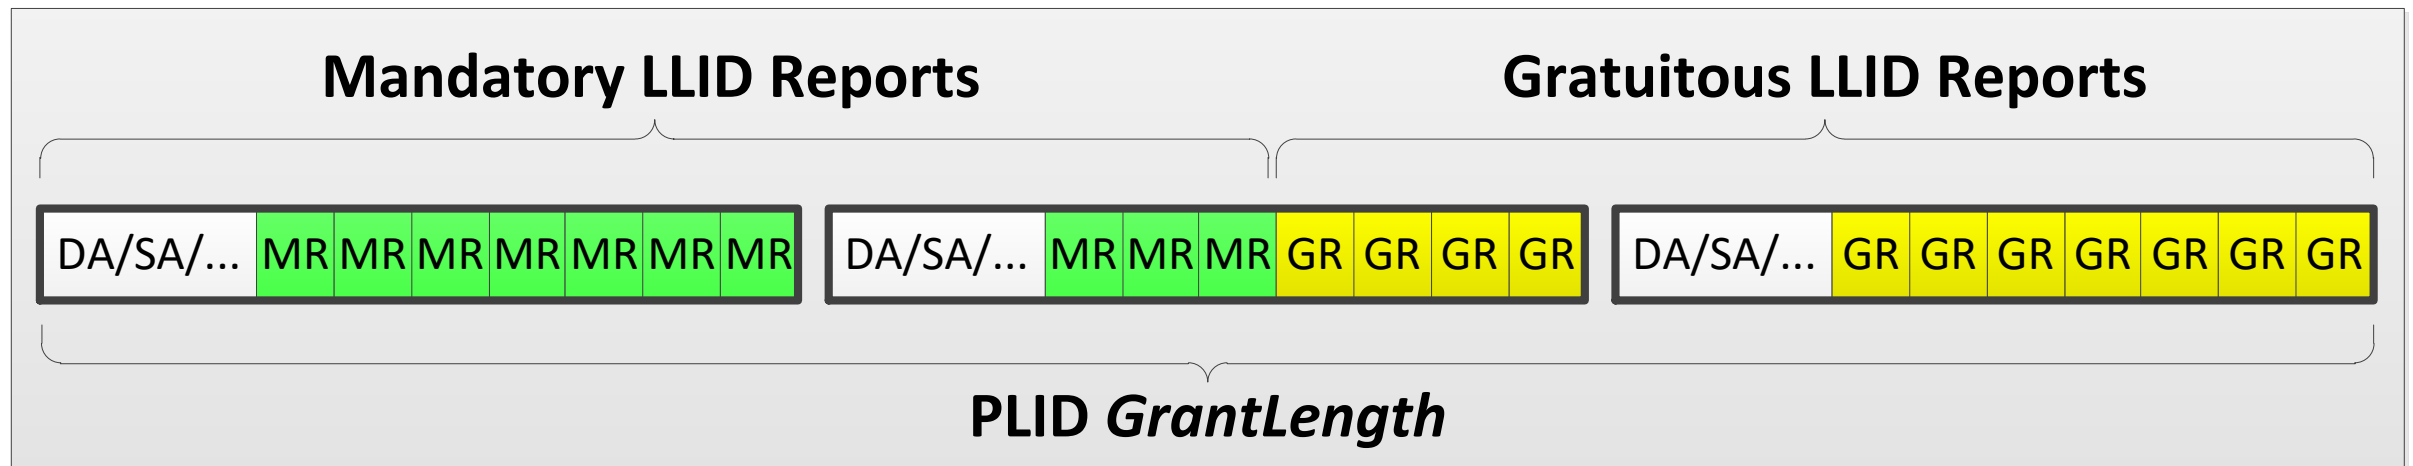 Mandatory LLID Reports Gratuitous LLID Reports
DA/SA/... MR MR MR MR MR MR MR DA/SA/... MR MR MR GR GR GR GR DA/SA/... GR GR GR GR GR GR GR
PLID GrantLength